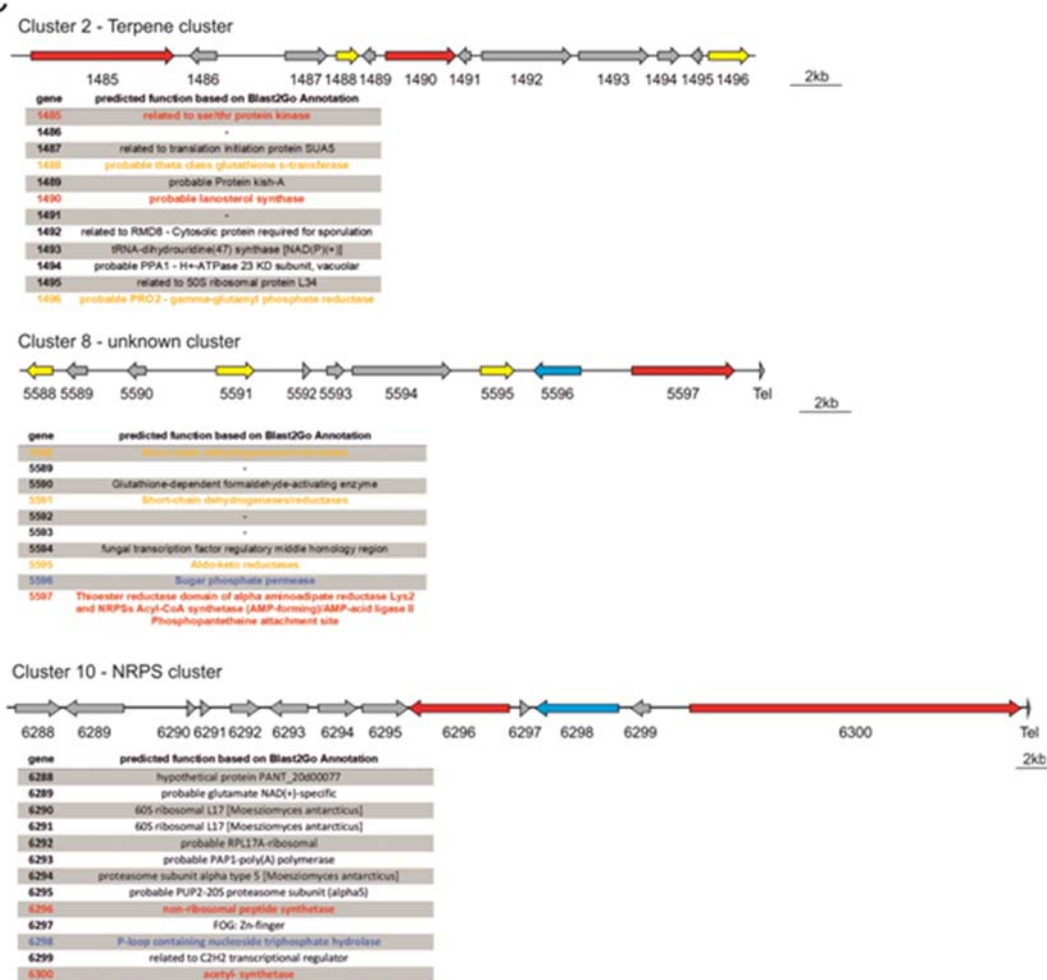 Cluster 2 - Terpene cluster
1485 1486 1487 1488 1489 1490 1491 1492 1493 1494 1495 1496
2kb
gene predicted function based on Blast2Go Annotation
1485 related to ser/thr protein kinase
1486 -
1487 related to translation initiation protein SUA5
1488 probable theta class glutathione s-transferase
1489 probable Protein kish-A
1490 probable lanosterol synthase
1491 -
1492 related to RMD8 - Cytosolic protein required for sporulation
1493 tRNA-dihydrouridine(47) synthase [NAD(P)(+)]
1494 probable PPA1 - H+-ATPase 23 KD subunit, vacuolar
1495 related to 50S ribosomal protein L34
1496 probable PRO2 - gamma-glutamyl phosphate reductase
Cluster 8 - unknown cluster
5588 5589 5590 5591 5592 5593 5594 5595 5596 5597 Tel
2kb
gene predicted function based on Blast2Go Annotation
5588 Short-chain dehydrogenases/reductases
5589 -
5590 Glutathione-dependent formaldehyde-activating enzyme
5591 Short-chain dehydrogenases/reductases
5592 -
5593 -
5594 fungal transcription factor regulatory middle homology region
5595 Aldo-keto reductases
5596 Sugar phosphate permease
5597 Thioester reductase domain of alpha aminoadipate reductase Lys2
and NRPSs Acyl-CoA synthetase (AMP-forming)/AMP-acid ligase II
Phosphopantetheine attachment site
Cluster 10 - NRPS cluster
6288 6289 6290 6291 6292 6293 6294 6295 6296 6297 6298 6299 6300 Tel
2kb
gene predicted function based on Blast2Go Annotation
6288 hypothetical protein PANT_20d00077
6289 probable glutamate NAD(+)-specific
6290 60S ribosomal L17 [Moesziomyces antarcticus]
6291 60S ribosomal L17 [Moesziomyces antarcticus]
6292 probable RPL17A-ribosomal
6293 probable PAP1-poly(A) polymerase
6294 proteasome subunit alpha type 5 [Moesziomyces antarcticus]
6295 probable PUP2-20S proteasome subunit (alpha5)
6296 non-ribosomal peptide synthetase
6297 FOG: Zn-finger
6298 P-loop containing nucleoside triphosphate hydrolase
6299 related to C2H2 transcriptional regulator
6300 acetyl- synthetase